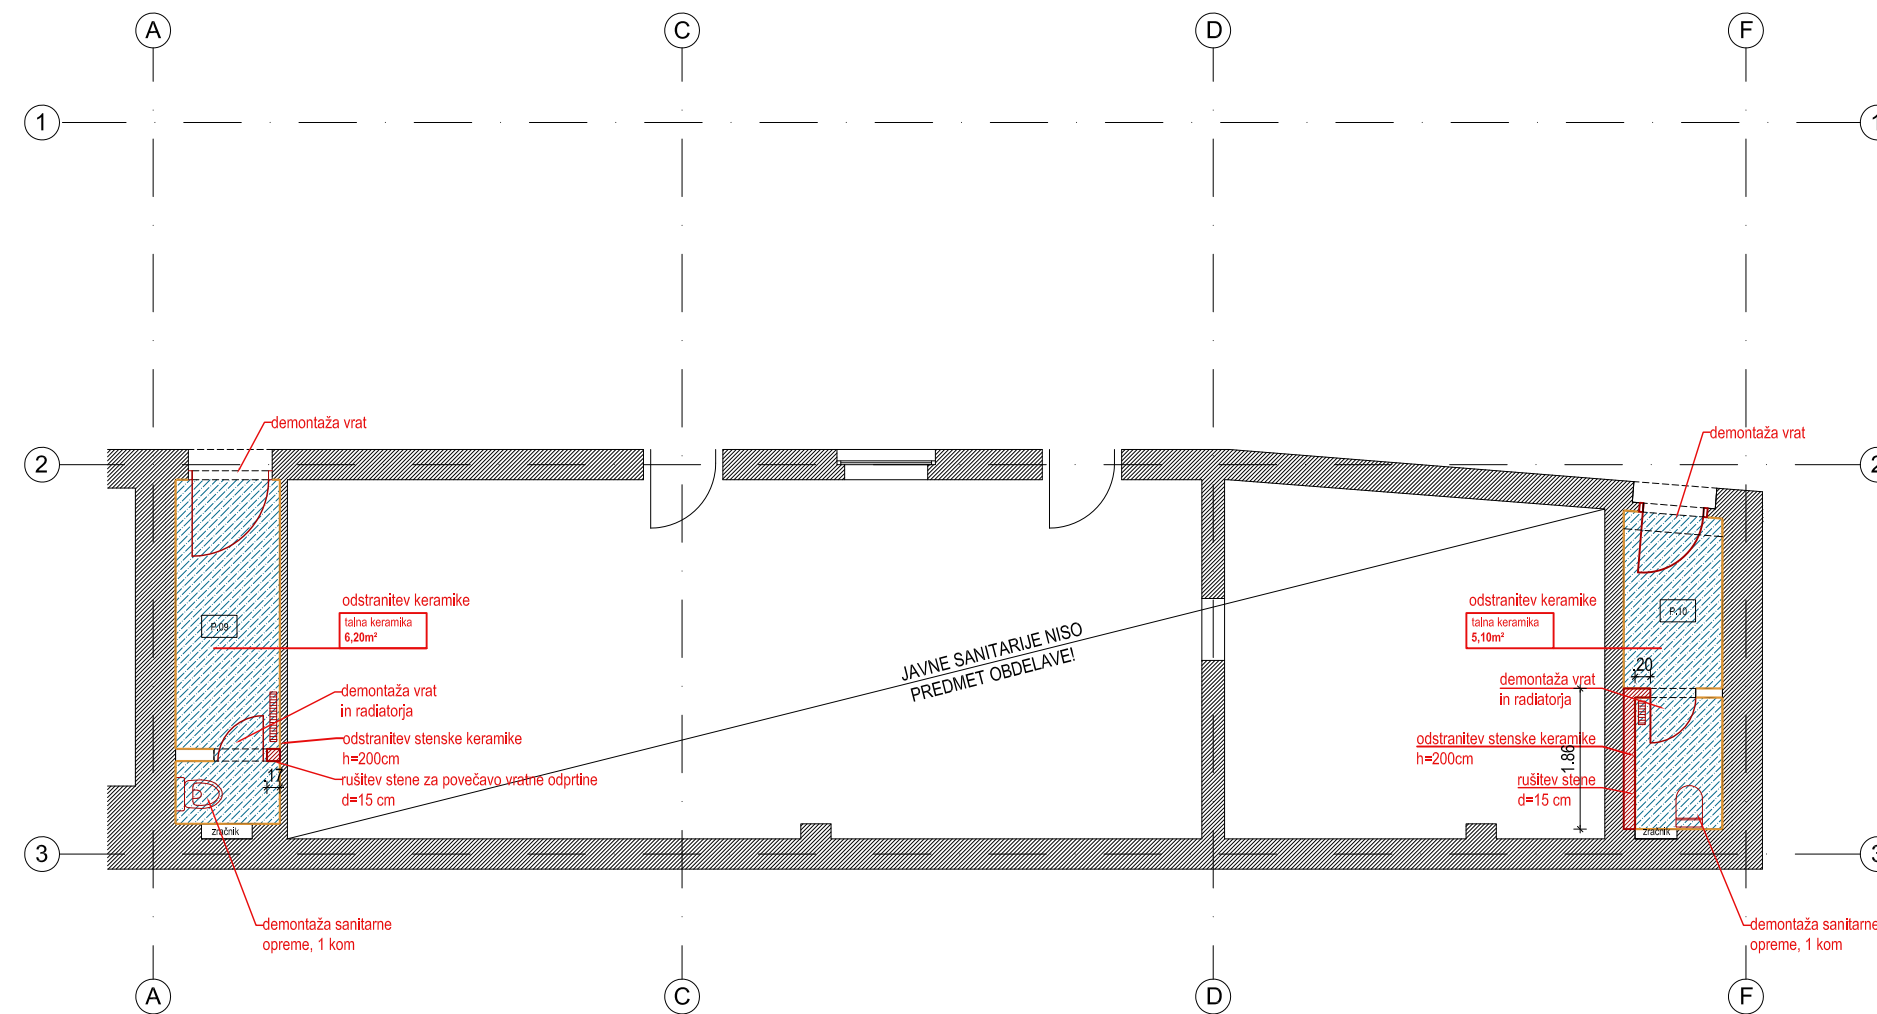 A
C
D
F
1
1
demontaža vrat
demontaža vrat
2
2
odstranitev keramike
talna keramika
6,20m²
P.09
odstranitev keramike
talna keramika
5,10m²
P.10
JAVNE SANITARIJE NISO
PREDMET OBDELAVE!
demontaža vrat
in radiatorja
odstranitev stenske keramike
h=200cm
rušitev stene za povečavo vratne odprtine
d=15 cm
.17
zračnik
.20
demontaža vrat
in radiatorja
odstranitev stenske keramike
h=200cm
1.86
rušitev stene
d=15 cm
zračnik
3
3
demontaža sanitarne
opreme, 1 kom
demontaža sanitarne
opreme, 1 kom
A
C
D
F